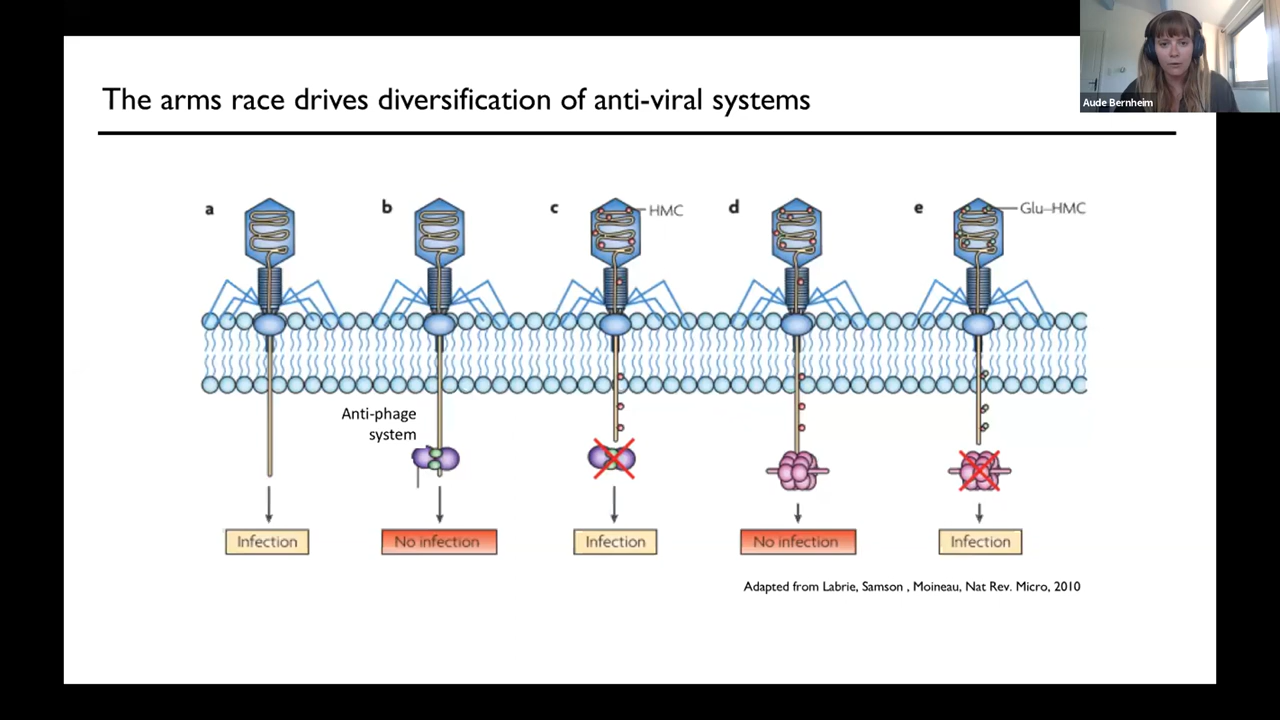 The arms race drives diversification of anti-viral systems
Aude Bernheim
a
b
c
HMC
d
e
Glu–HMC
Anti-phage
system
Infection
No infection
Infection
No infection
Infection
Adapted from Labrie, Samson , Moineau, Nat Rev. Micro, 2010